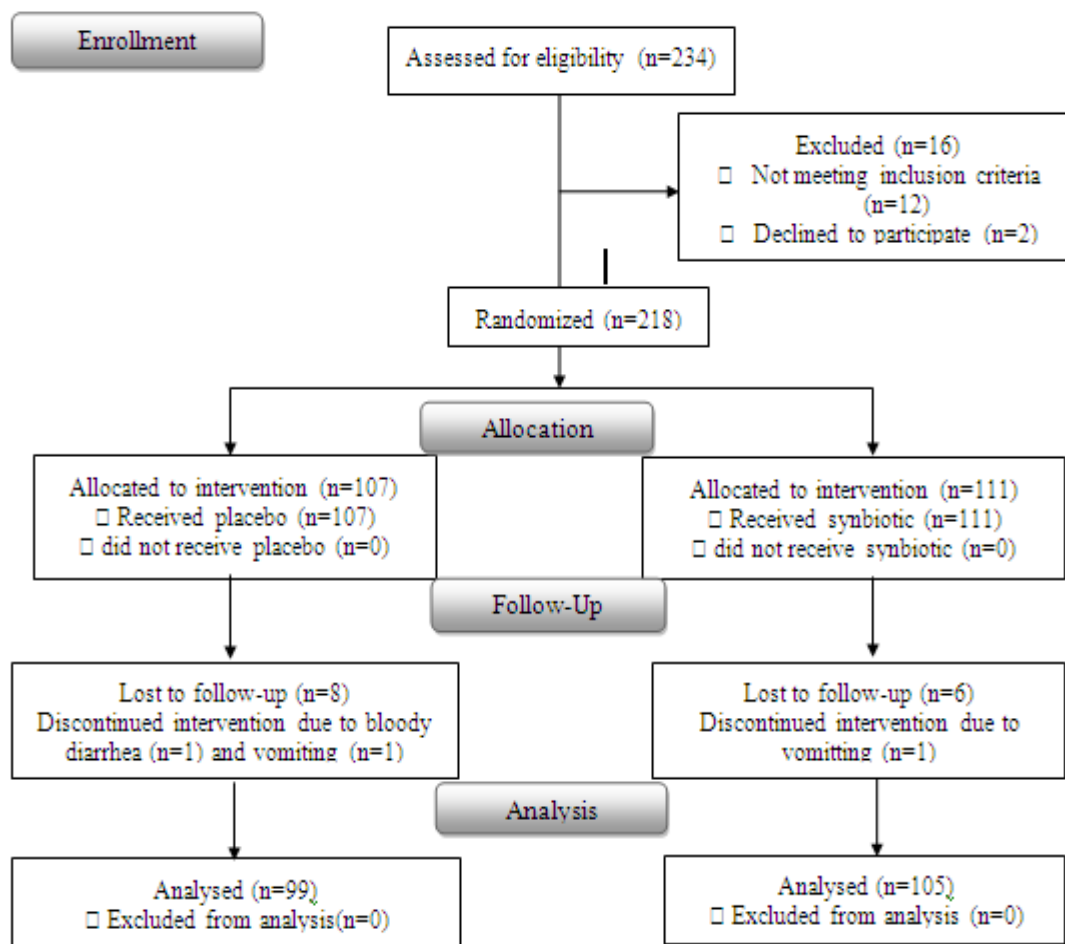 Enrollment
Assessed for eligibility (n=234)
Excluded (n=16)
□ Not meeting inclusion criteria
(n=12)
□ Declined to participate (n=2)
Randomized (n=218)
Allocation
Allocated to intervention (n=107)
□ Received placebo (n=107)
□ did not receive placebo (n=0)
Allocated to intervention (n=111)
□ Received synbiotic (n=111)
□ did not receive synbiotic (n=0)
Follow-Up
Lost to follow-up (n=8)
Discontinued intervention due to bloody
diarrhea (n=1) and vomiting (n=1)
Lost to follow-up (n=6)
Discontinued intervention due to
vomitting (n=1)
Analysis
Analysed (n=99)
□ Excluded from analysis(n=0)
Analysed (n=105)
□ Excluded from analysis (n=0)